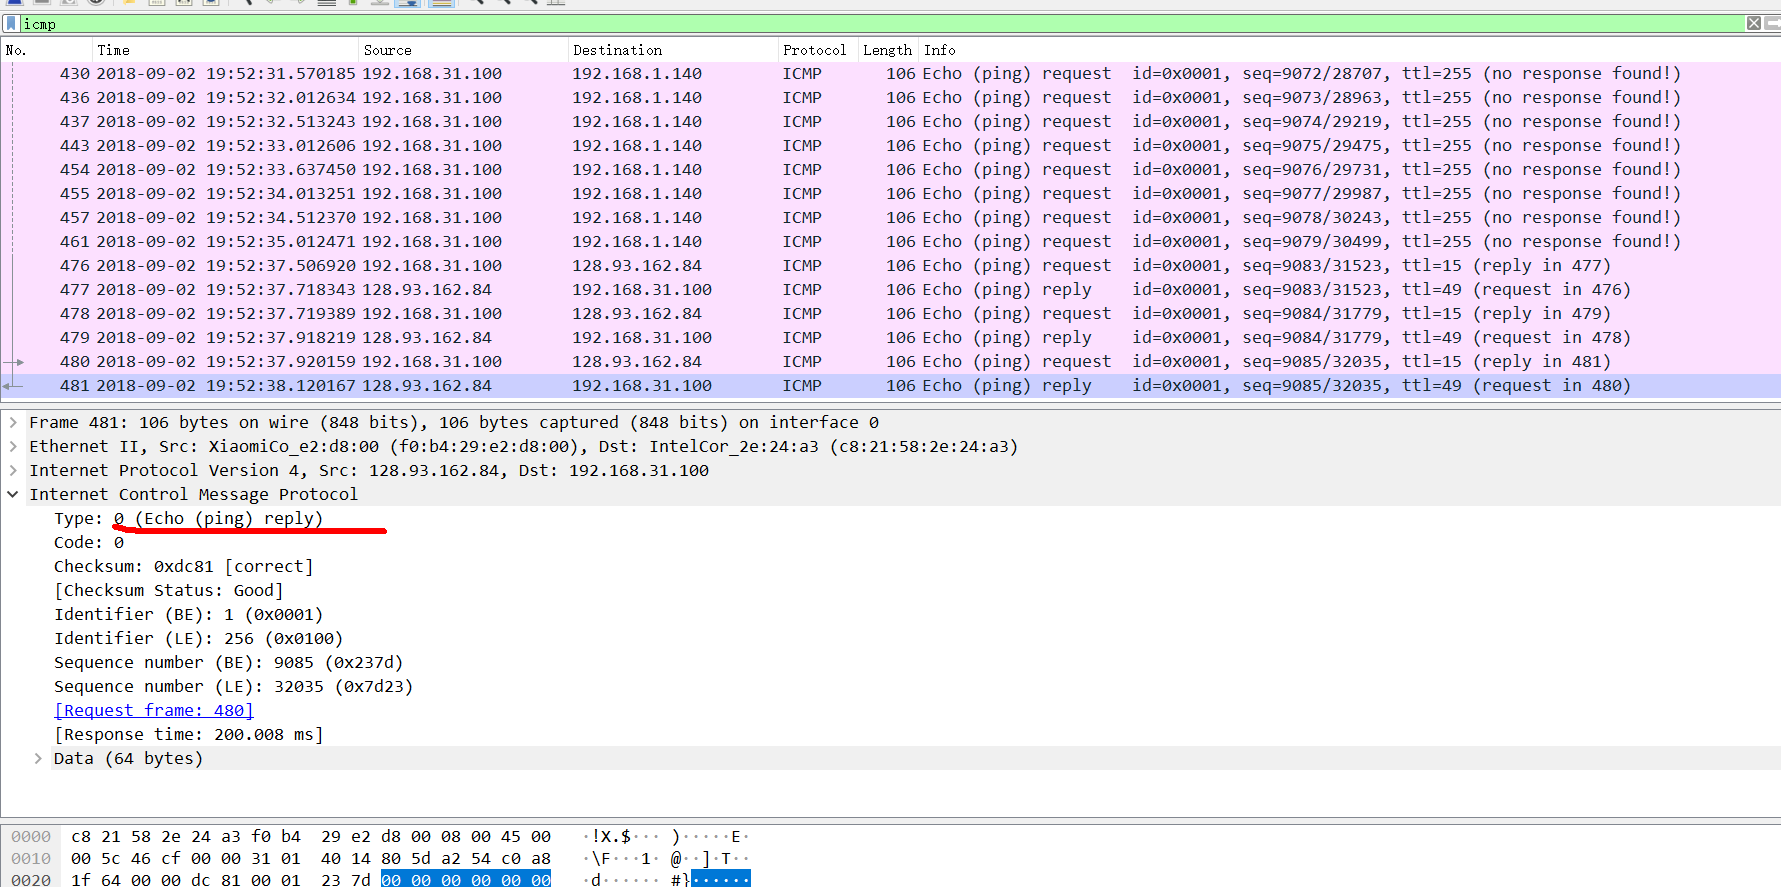 icmp
No. Time Source Destination Protocol Length Info
430 2018-09-02 19:52:31.570185 192.168.31.100 192.168.1.140 ICMP 106 Echo (ping) request id=0x0001, seq=9072/28707, ttl=255 (no response found!)
436 2018-09-02 19:52:32.012634 192.168.31.100 192.168.1.140 ICMP 106 Echo (ping) request id=0x0001, seq=9073/28963, ttl=255 (no response found!)
437 2018-09-02 19:52:32.513243 192.168.31.100 192.168.1.140 ICMP 106 Echo (ping) request id=0x0001, seq=9074/29219, ttl=255 (no response found!)
443 2018-09-02 19:52:33.012606 192.168.31.100 192.168.1.140 ICMP 106 Echo (ping) request id=0x0001, seq=9075/29475, ttl=255 (no response found!)
454 2018-09-02 19:52:33.637450 192.168.31.100 192.168.1.140 ICMP 106 Echo (ping) request id=0x0001, seq=9076/29731, ttl=255 (no response found!)
455 2018-09-02 19:52:34.013251 192.168.31.100 192.168.1.140 ICMP 106 Echo (ping) request id=0x0001, seq=9077/29987, ttl=255 (no response found!)
457 2018-09-02 19:52:34.512370 192.168.31.100 192.168.1.140 ICMP 106 Echo (ping) request id=0x0001, seq=9078/30243, ttl=255 (no response found!)
461 2018-09-02 19:52:35.012471 192.168.31.100 192.168.1.140 ICMP 106 Echo (ping) request id=0x0001, seq=9079/30499, ttl=255 (no response found!)
476 2018-09-02 19:52:37.506920 192.168.31.100 128.93.162.84 ICMP 106 Echo (ping) request id=0x0001, seq=9083/31523, ttl=15 (reply in 477)
477 2018-09-02 19:52:37.718343 128.93.162.84 192.168.31.100 ICMP 106 Echo (ping) reply id=0x0001, seq=9083/31523, ttl=49 (request in 476)
478 2018-09-02 19:52:37.719389 192.168.31.100 128.93.162.84 ICMP 106 Echo (ping) request id=0x0001, seq=9084/31779, ttl=15 (reply in 479)
479 2018-09-02 19:52:37.918219 128.93.162.84 192.168.31.100 ICMP 106 Echo (ping) reply id=0x0001, seq=9084/31779, ttl=49 (request in 478)
480 2018-09-02 19:52:37.920159 192.168.31.100 128.93.162.84 ICMP 106 Echo (ping) request id=0x0001, seq=9085/32035, ttl=15 (reply in 481)
481 2018-09-02 19:52:38.120167 128.93.162.84 192.168.31.100 ICMP 106 Echo (ping) reply id=0x0001, seq=9085/32035, ttl=49 (request in 480)
Frame 481: 106 bytes on wire (848 bits), 106 bytes captured (848 bits) on interface 0
Ethernet II, Src: XiaomiCo_e2:d8:00 (f0:b4:29:e2:d8:00), Dst: IntelCor_2e:24:a3 (c8:21:58:2e:24:a3)
Internet Protocol Version 4, Src: 128.93.162.84, Dst: 192.168.31.100
Internet Control Message Protocol
Type: 0 (Echo (ping) reply)
Code: 0
Checksum: 0xdc81 [correct]
[Checksum Status: Good]
Identifier (BE): 1 (0x0001)
Identifier (LE): 256 (0x0100)
Sequence number (BE): 9085 (0x237d)
Sequence number (LE): 32035 (0x7d23)
[Request frame: 480]
[Response time: 200.008 ms]
Data (64 bytes)
0000 c8 21 58 2e 24 a3 f0 b4 29 e2 d8 00 08 00 45 00 ·!X.$··· )·····E·
0010 00 5c 46 cf 00 00 31 01 40 14 80 5d a2 54 c0 a8 ·\F···1· @··]·T··
0020 1f 64 00 00 dc 81 00 01 23 7d 00 00 00 00 00 00 ·d······ #}······